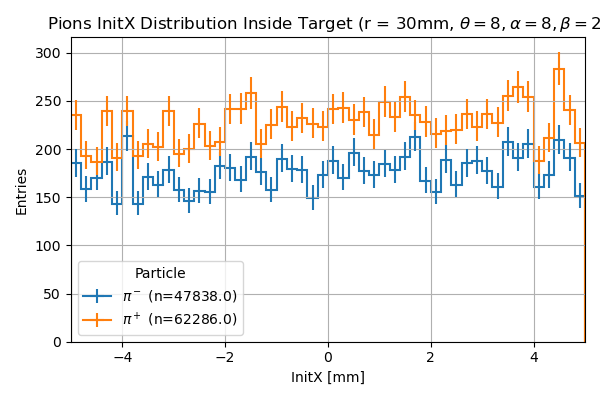 Pions InitX Distribution Inside Target (r = 30mm, θ = 8, α = 8, β = 2
Entries
300
250
200
150
100
50
0
Particle
π⁻ (n=47838.0)
π⁺ (n=62286.0)
−4
−2
0
2
4
InitX [mm]